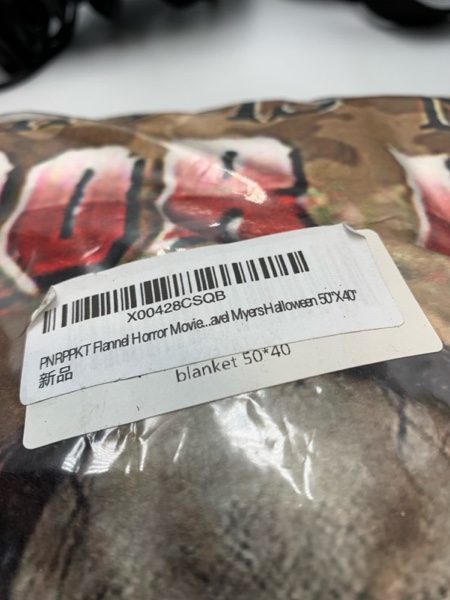 X00428CSQB
PNRPPKT Flannel Horror Movie...avel Myers Halloween 50"X40"
新品
blanket 50*40